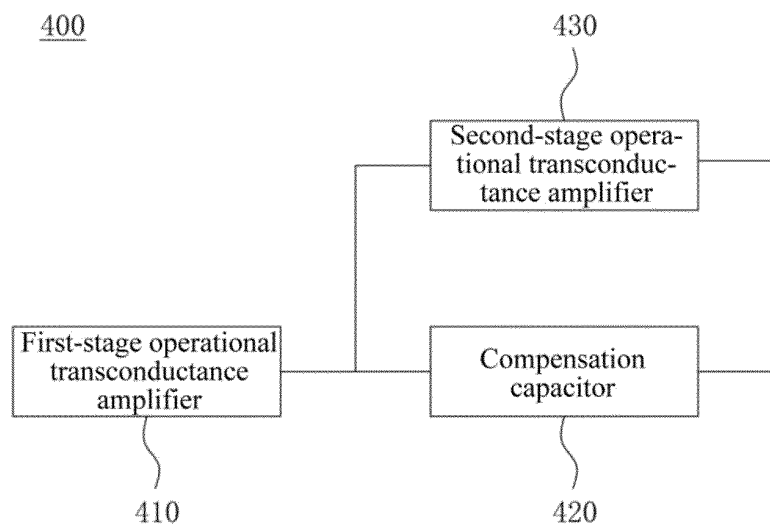 400
430
Second-stage opera-
tional transconduc-
tance amplifier
First-stage operational
transconductance
amplifier
Compensation
capacitor
410
420